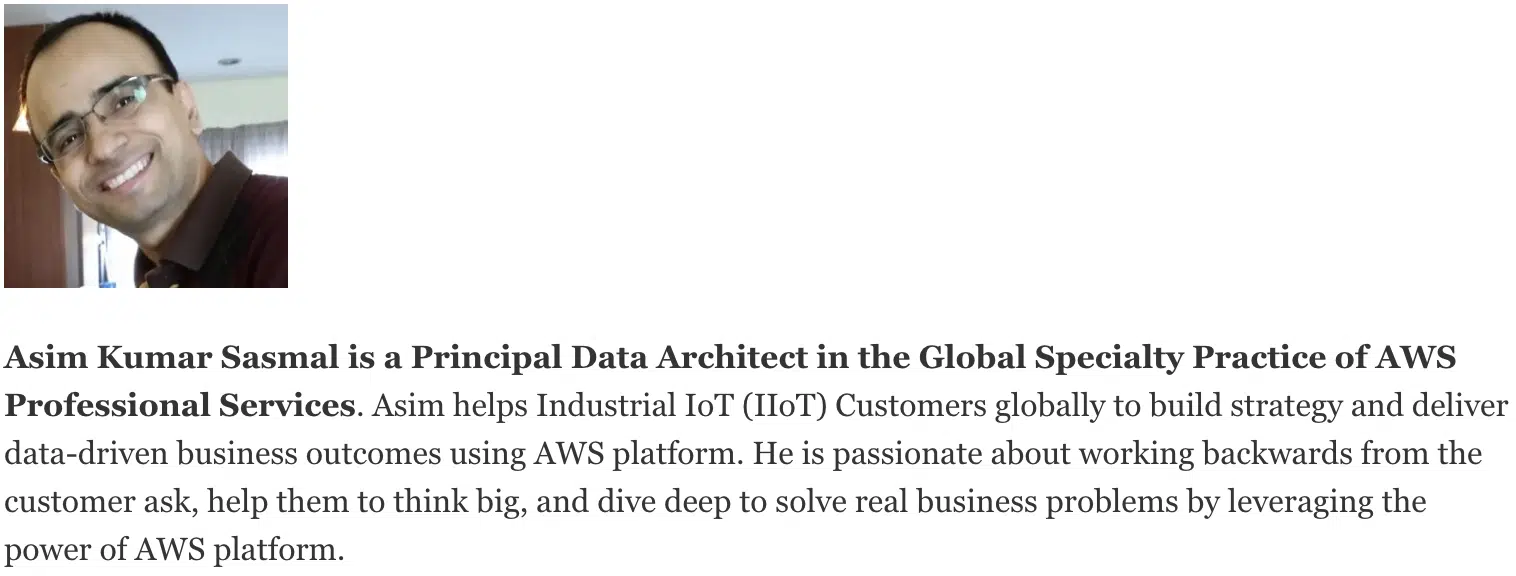 Asim Kumar Sasmal is a Principal Data Architect in the Global Specialty Practice of AWS
Professional Services. Asim helps Industrial IoT (IIoT) Customers globally to build strategy and deliver
data-driven business outcomes using AWS platform. He is passionate about working backwards from the
customer ask, help them to think big, and dive deep to solve real business problems by leveraging the
power of AWS platform.